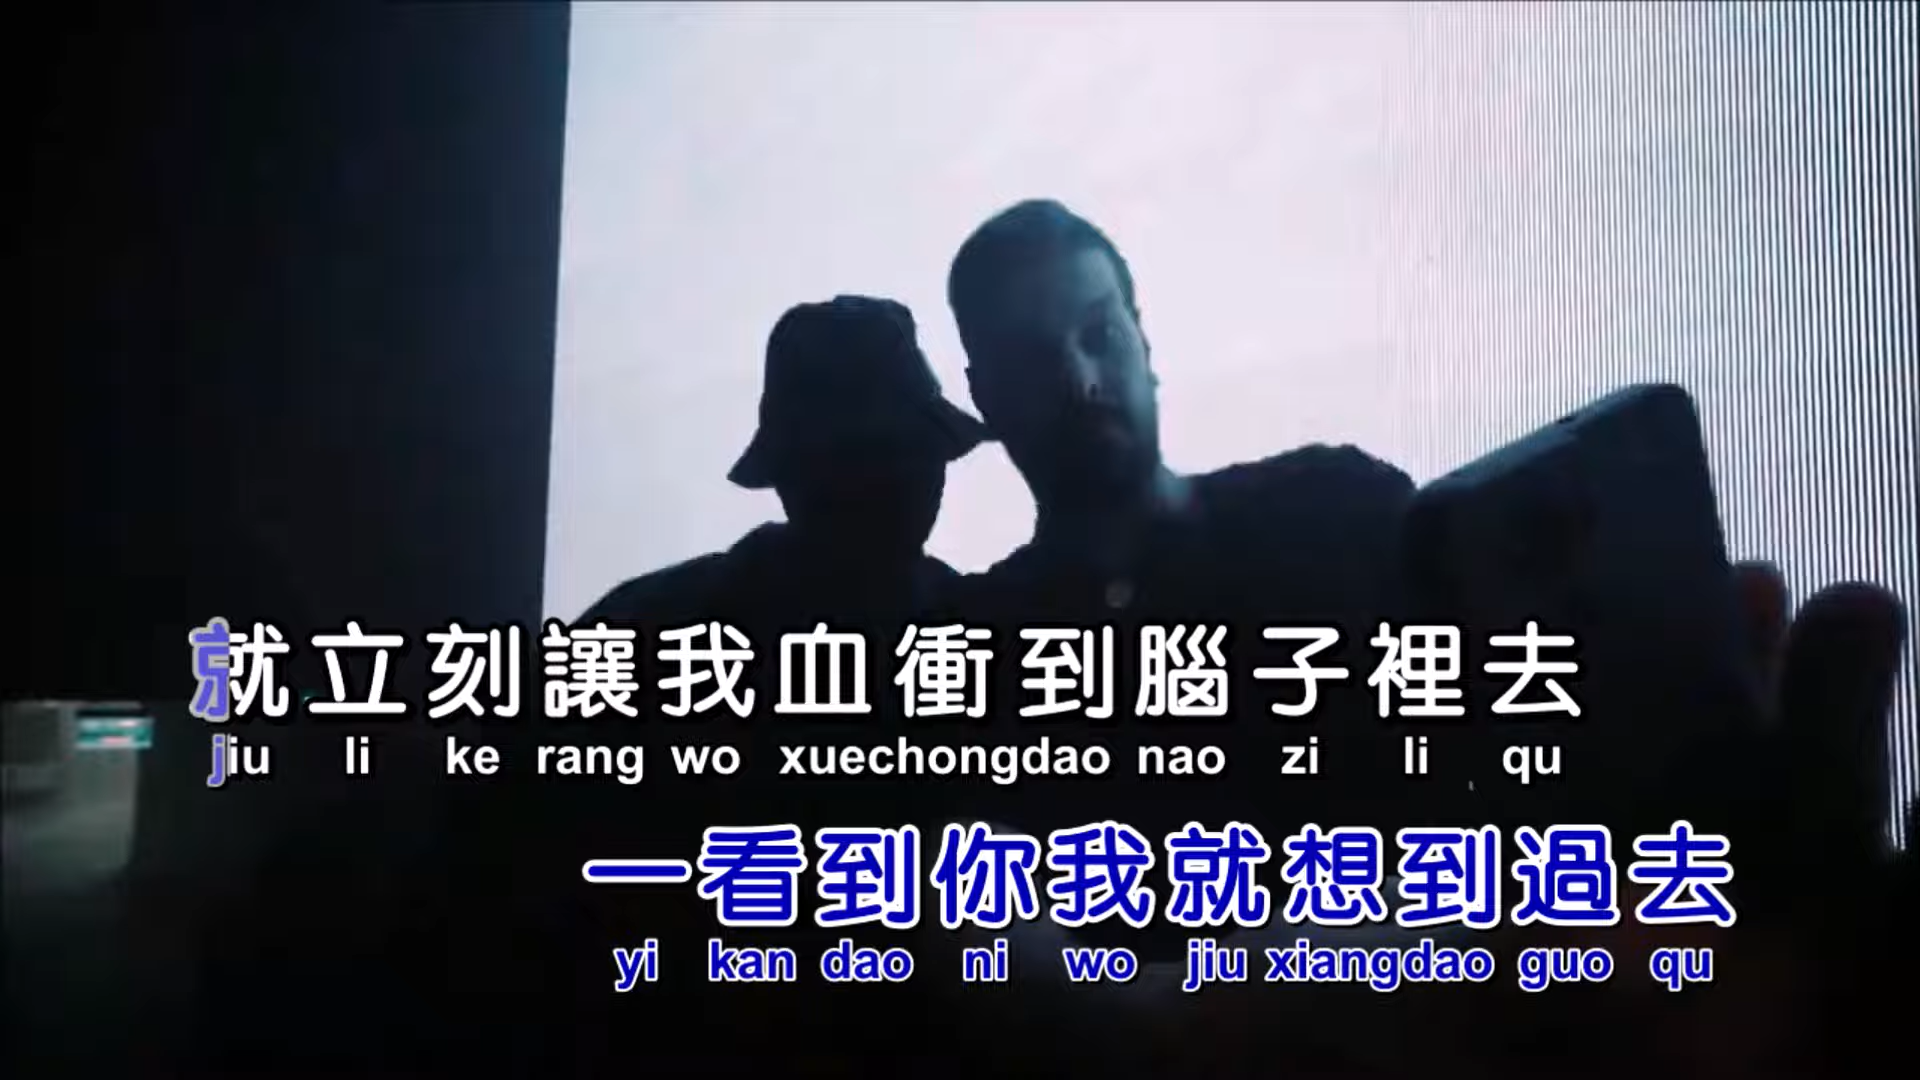 就立刻讓我血衝到腦子裡去
jiu li ke rang wo xuechongdao nao zi li qu
一看到你我就想到過去
yi kan dao ni wo jiu xiangdao guo qu